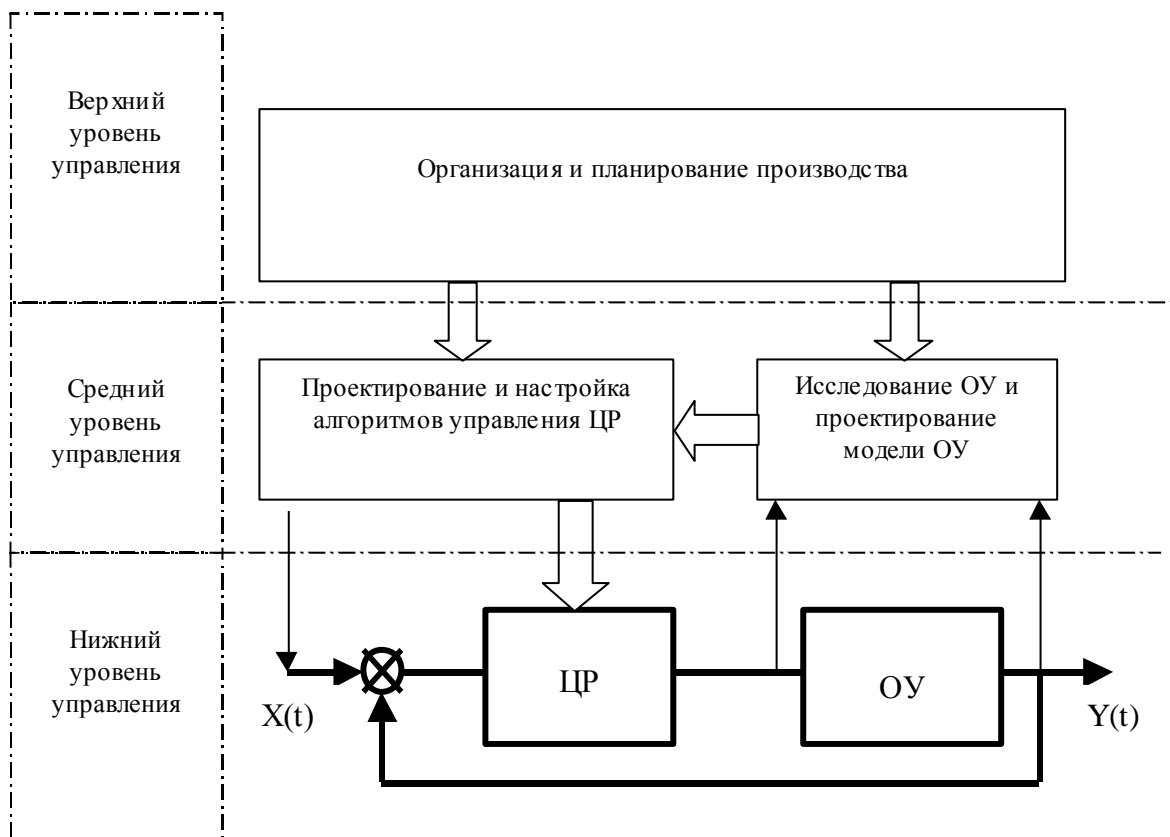 Верхний
уровень
управления
Организация и планирование производства
Средний
уровень
управления
Проектирование и настройка
алгоритмов управления ЦР
Исследование ОУ и
проектирование
модели ОУ
Нижний
уровень
управления
X(t)
ЦР
ОУ
Y(t)